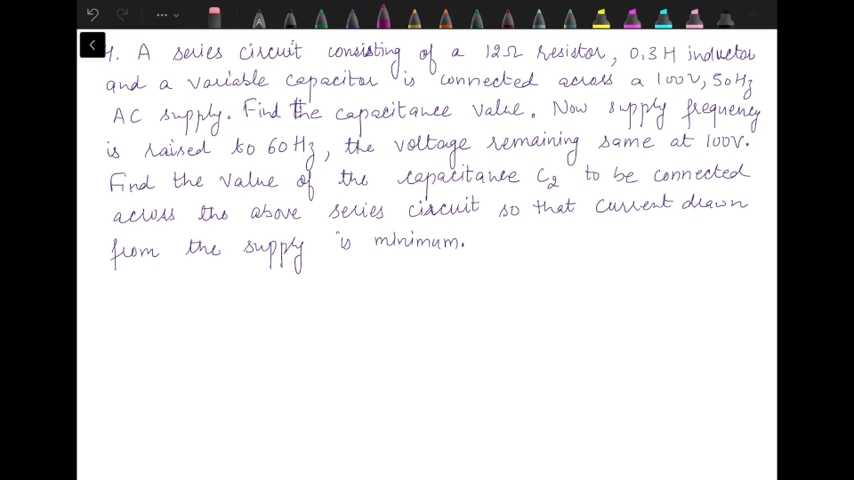 4. A series circuit consisting of a 12Ω resistor, 0.3H inductor
and a variable capacitor is connected across a 100V, 50Hz
AC supply. Find the capacitance value. Now supply frequency
is raised to 60Hz, the voltage remaining same at 100V.
Find the value of the capacitance C₂ to be connected
across the above series circuit so that current drawn
from the supply is minimum.